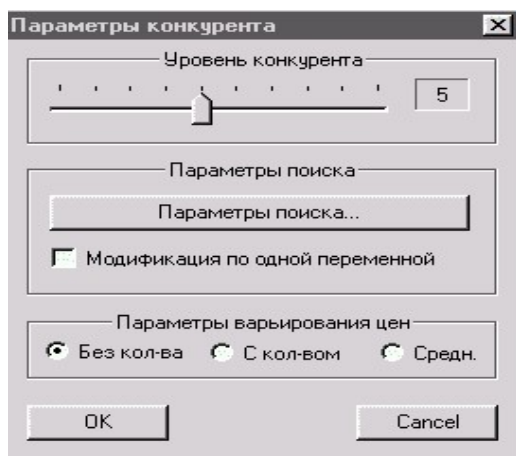 Параметры конкурента
Уровень конкурента
5
Параметры поиска
Параметры поиска...
Модификация по одной переменной
Параметры варьирования цен
Без кол-ва С кол-вом Средн.
OK Cancel